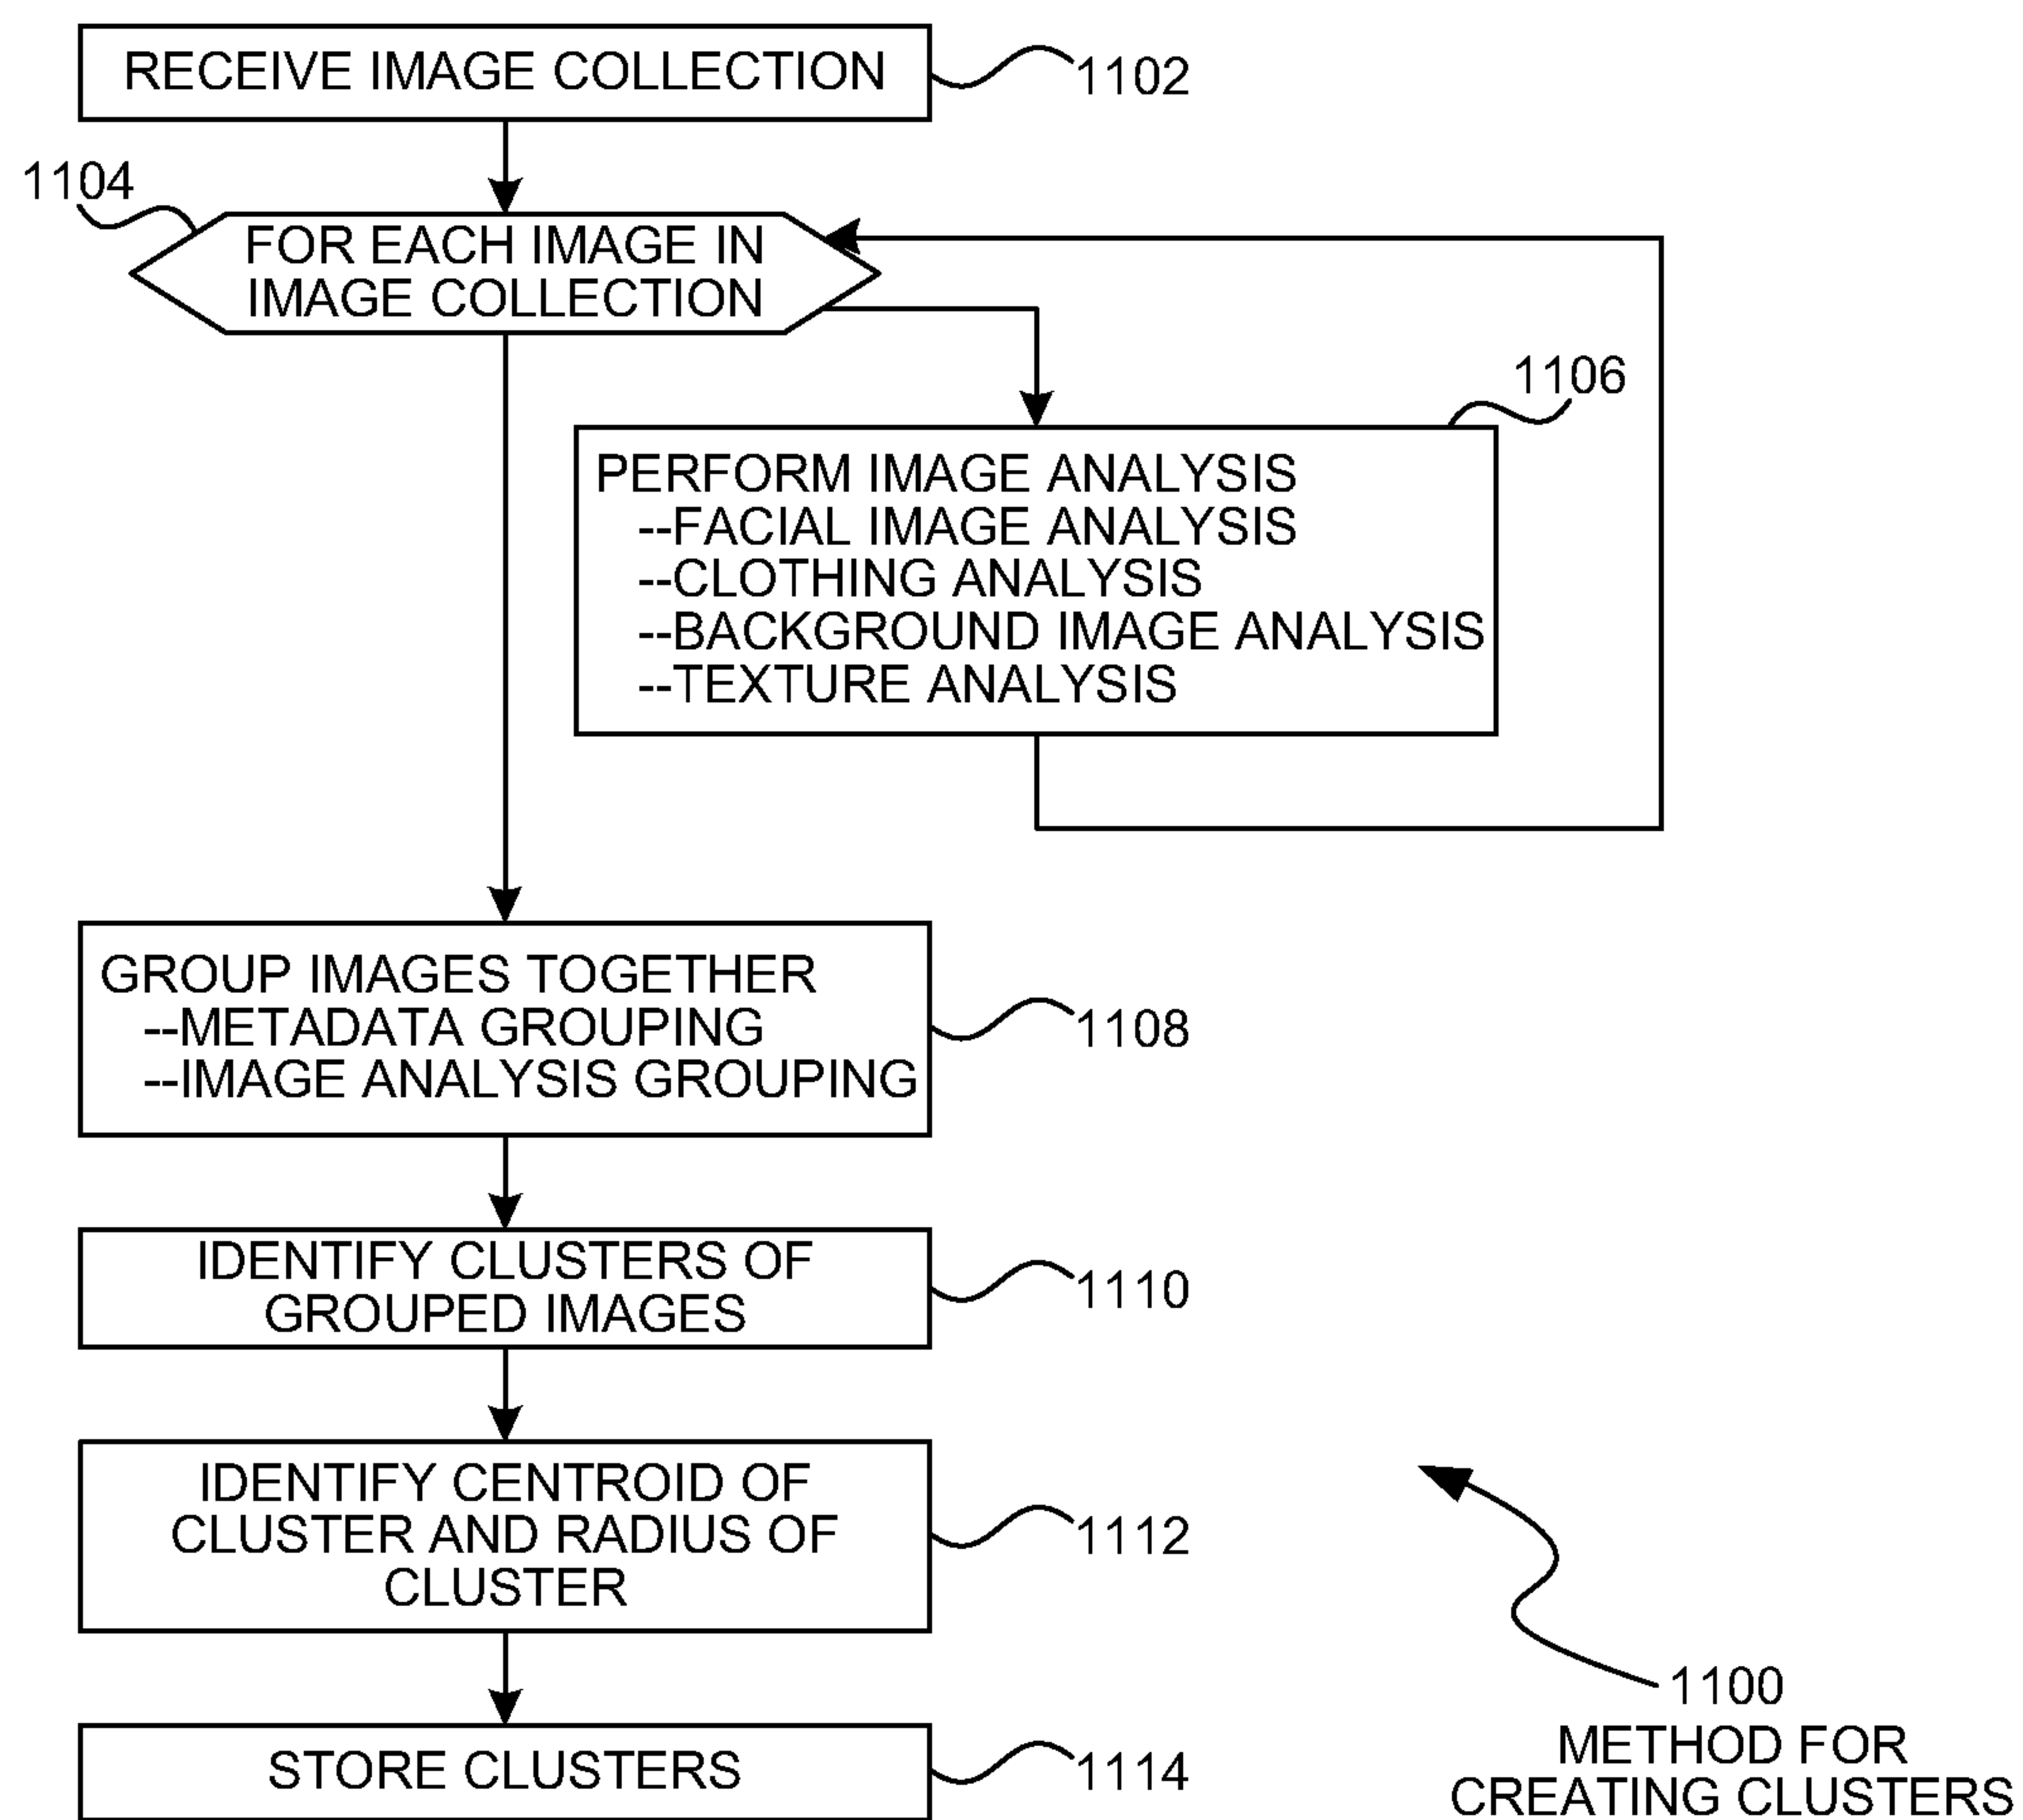 RECEIVE IMAGE COLLECTION
1102
1104
FOR EACH IMAGE IN
IMAGE COLLECTION
1106
PERFORM IMAGE ANALYSIS
--FACIAL IMAGE ANALYSIS
--CLOTHING ANALYSIS
--BACKGROUND IMAGE ANALYSIS
--TEXTURE ANALYSIS
GROUP IMAGES TOGETHER
--METADATA GROUPING
--IMAGE ANALYSIS GROUPING
1108
IDENTIFY CLUSTERS OF
GROUPED IMAGES
1110
IDENTIFY CENTROID OF
CLUSTER AND RADIUS OF
CLUSTER
1112
STORE CLUSTERS
1114
1100
METHOD FOR
CREATING CLUSTERS